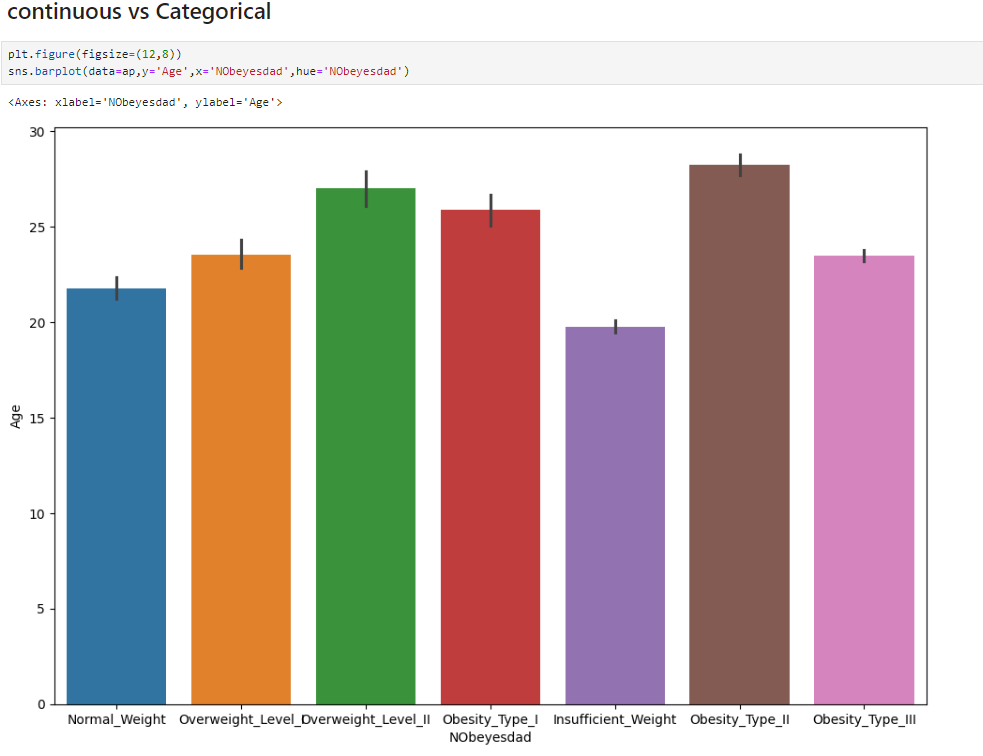 continuous vs Categorical
plt.figure(figsize=(12,8))
sns.barplot(data=ap,y='Age',x='NObeyesdad',hue='NObeyesdad')
<Axes: xlabel='NObeyesdad', ylabel='Age'>
30
25
20
15
10
5
0
Age
Normal_Weight Overweight_Level_I Overweight_Level_II Obesity_Type_I Insufficient_Weight Obesity_Type_II Obesity_Type_III
NObeyesdad